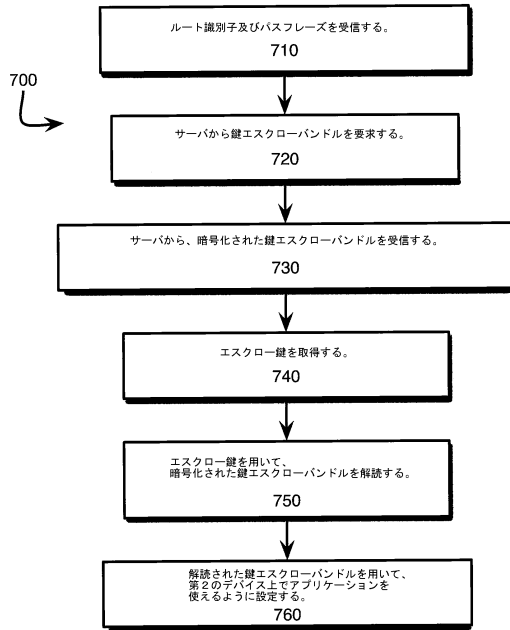 ルート識別子及びパスフレーズを受信する。
710
700
サーバから鍵エスクローバンドルを要求する。
720
サーバから、暗号化された鍵エスクローバンドルを受信する。
730
エスクロー鍵を取得する。
740
エスクロー鍵を用いて、
暗号化された鍵エスクローバンドルを解読する。
750
解読された鍵エスクローバンドルを用いて、
第2のデバイス上でアプリケーションを
使えるように設定する。
760